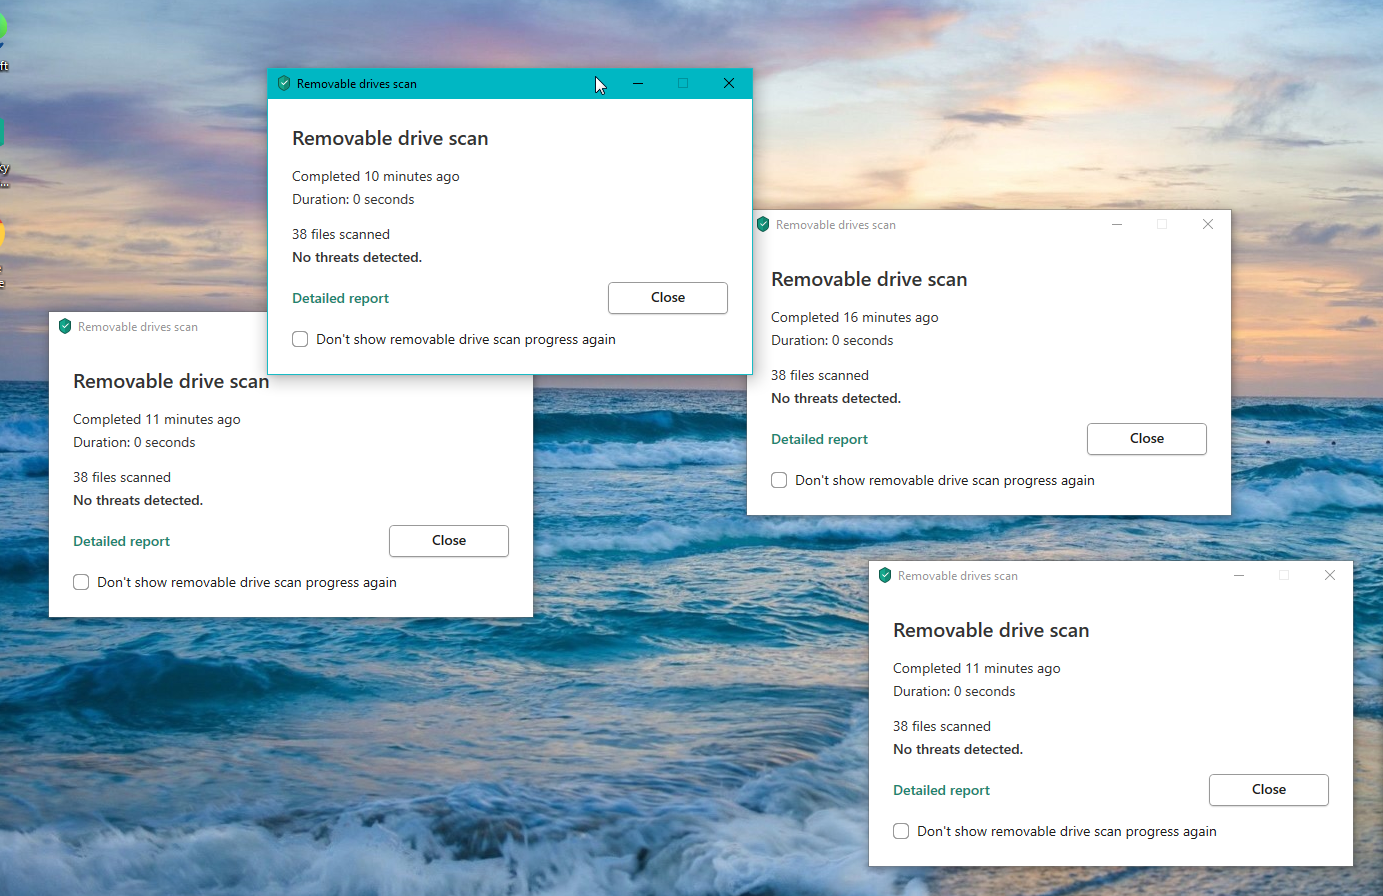 ft
ky
...
e
Removable drives scan
Removable drive scan
Completed 10 minutes ago
Duration: 0 seconds
38 files scanned
No threats detected.
Detailed report
Close
Don't show removable drive scan progress again
Removable drives scan
Removable drive scan
Completed 16 minutes ago
Duration: 0 seconds
38 files scanned
No threats detected.
Detailed report
Close
Don't show removable drive scan progress again
Removable drives scan
Removable drive scan
Completed 11 minutes ago
Duration: 0 seconds
38 files scanned
No threats detected.
Detailed report
Close
Don't show removable drive scan progress again
Removable drives scan
Removable drive scan
Completed 11 minutes ago
Duration: 0 seconds
38 files scanned
No threats detected.
Detailed report
Close
Don't show removable drive scan progress again